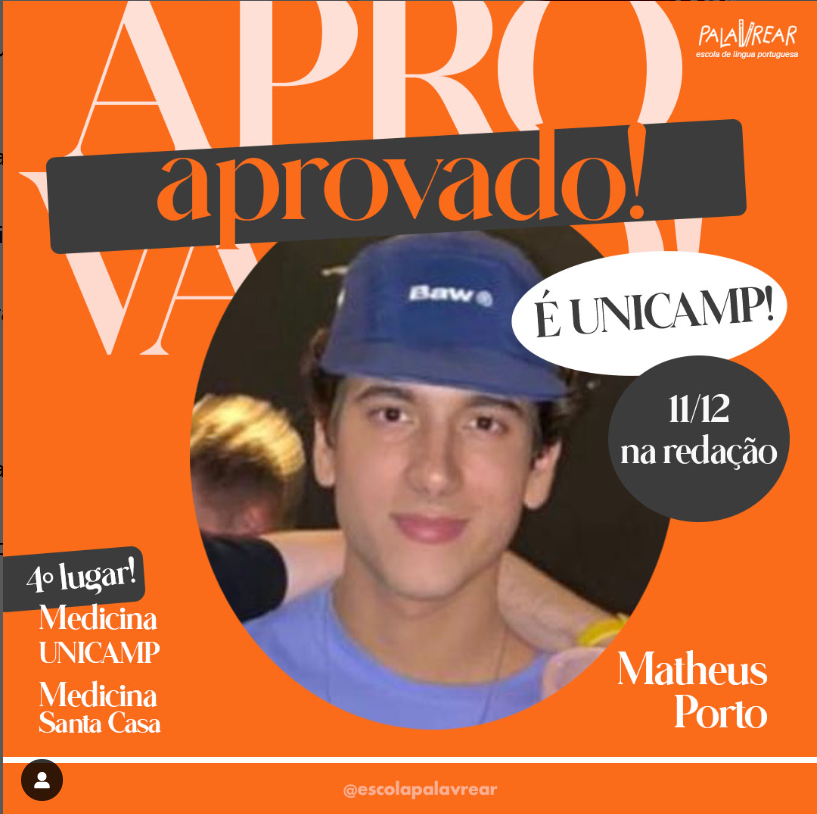 APRO
VA
PALAVREAR
escola de língua portuguesa
aprovado!
Baw®
É UNICAMP!
11/12
na redação
4º lugar!
Medicina
UNICAMP
Medicina
Santa Casa
Matheus
Porto
@escolapalavrear